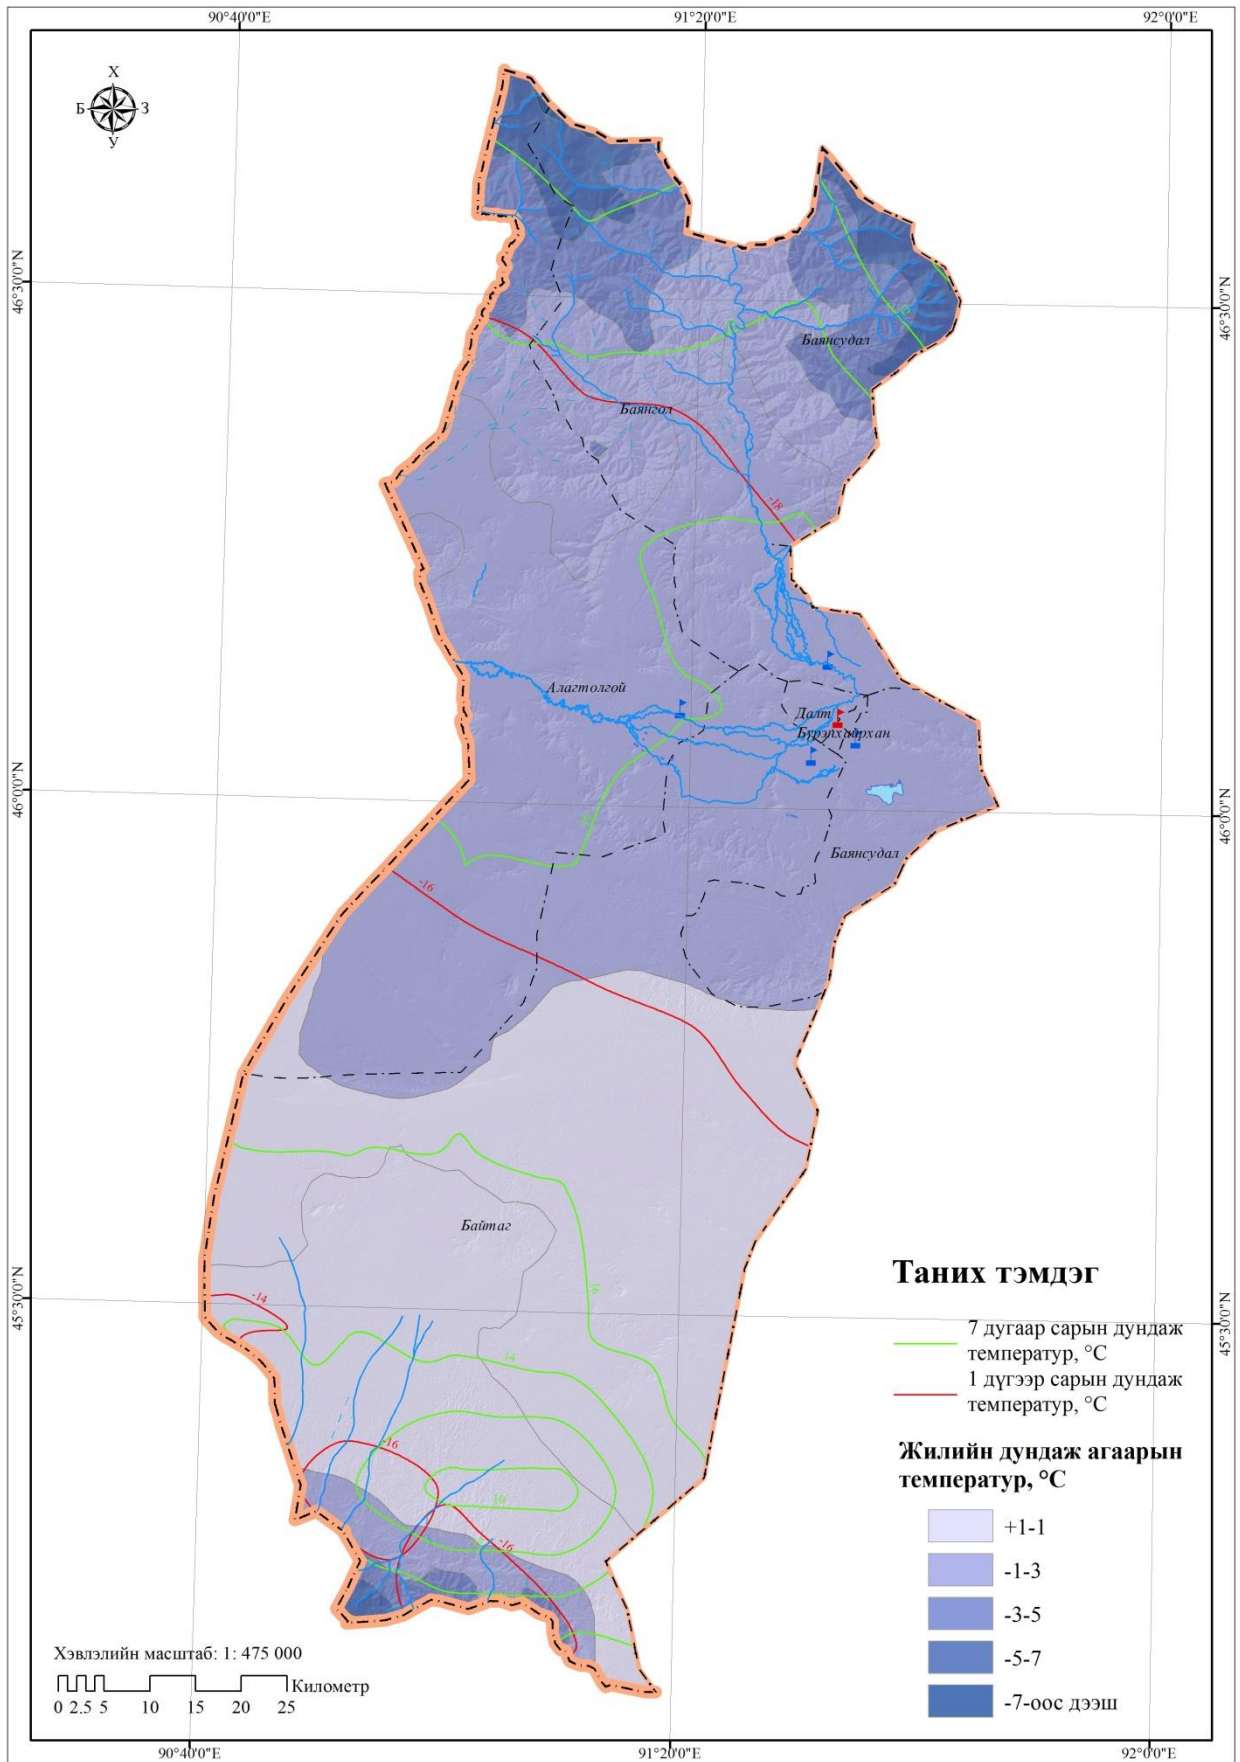 90°40'0"E
91°20'0"E
92°0'0"E
Х
Б
З
У
46°30'0"N
46°30'0"N
Баянсудал
Баянгол
-18
Алагтолгой
Далт
Бүрэнхайрхан
46°0'0"N
46°0'0"N
Баянсудал
-16
Байтаг
16
-14
45°30'0"N
45°30'0"N
14
-16
10
-16
Таних тэмдэг
7 дугаар сарын дундаж
температур, °C
1 дүгээр сарын дундаж
температур, °C
Жилийн дундаж агаарын
температур, °C
+1-1
-1-3
-3-5
-5-7
-7-оос дээш
Хэвлэлийн масштаб: 1: 475 000
Километр
0 2.5 5 10 15 20 25
90°40'0"E
91°20'0"E
92°0'0"E